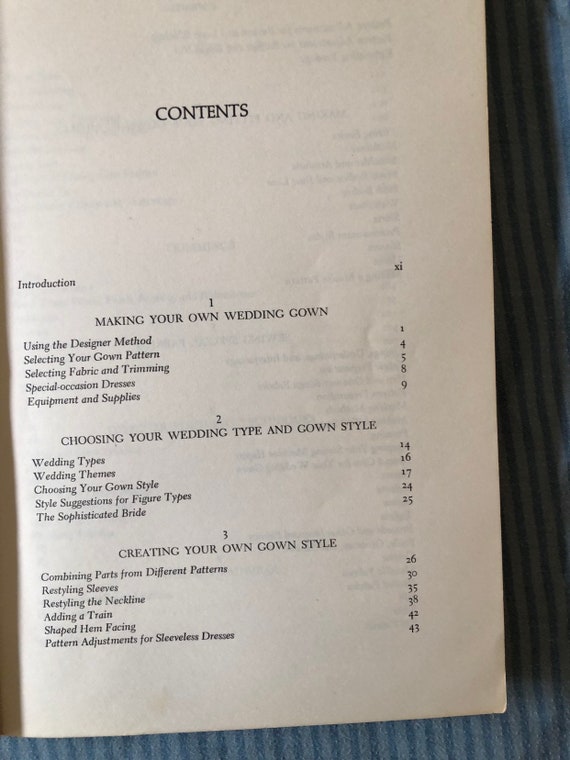 CONTENTS
Introduction xi
1
MAKING YOUR OWN WEDDING GOWN
Using the Designer Method 1
Selecting Your Gown Pattern 4
Selecting Fabric and Trimming 5
Special-occasion Dresses 8
Equipment and Supplies 9
2
CHOOSING YOUR WEDDING TYPE AND GOWN STYLE
Wedding Types 14
Wedding Themes 16
Choosing Your Gown Style 17
Style Suggestions for Figure Types 24
The Sophisticated Bride 25
3
CREATING YOUR OWN GOWN STYLE
Combining Parts from Different Patterns 26
Restyling Sleeves 30
Restyling the Neckline 35
Adding a Train 38
Shaped Hem Facing 42
Pattern Adjustments for Sleeveless Dresses 43